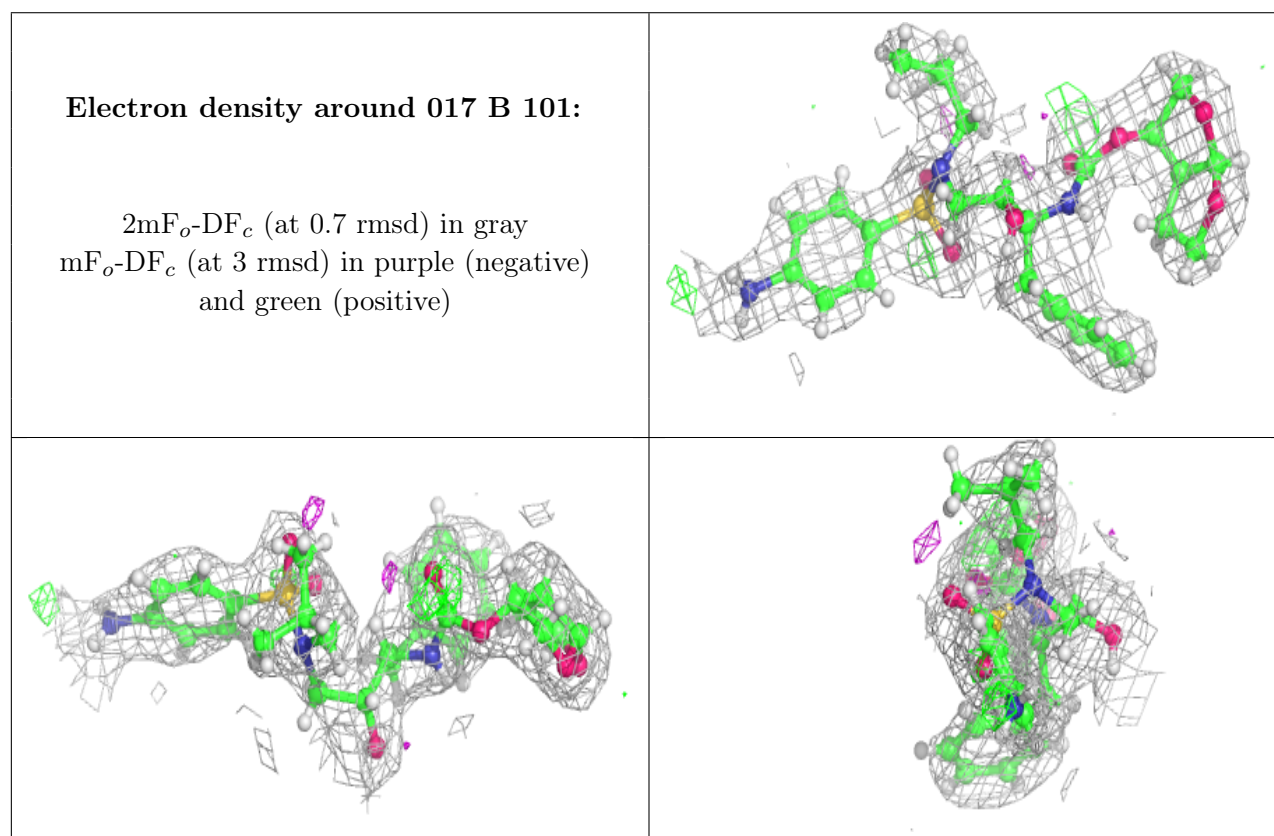 Electron density around 017 B 101:
2mFₒ-DF𝒸 (at 0.7 rmsd) in gray
mFₒ-DF𝒸 (at 3 rmsd) in purple (negative)
and green (positive)